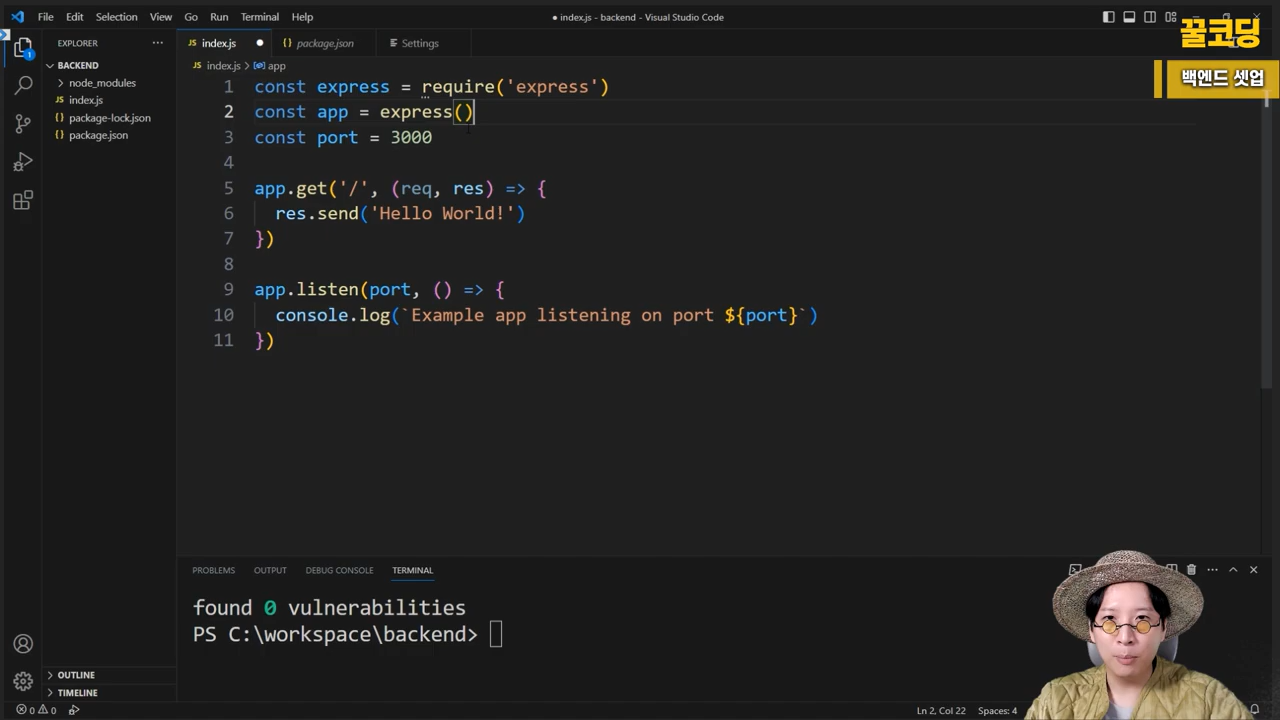 File Edit Selection View Go Run Terminal Help
● index.js - backend - Visual Studio Code
꿀코딩
백엔드 셋업
EXPLORER
BACKEND
node_modules
index.js
package-lock.json
package.json
OUTLINE
TIMELINE
index.js
package.json
Settings
index.js > app
1 const express = require('express')
2 const app = express()
3 const port = 3000
4
5 app.get('/', (req, res) => {
6 res.send('Hello World!')
7 })
8
9 app.listen(port, () => {
10 console.log(`Example app listening on port ${port}`)
11 })
PROBLEMS OUTPUT DEBUG CONSOLE TERMINAL
found 0 vulnerabilities
PS C:\workspace\backend>
0 0
Ln 2, Col 22 Spaces: 4